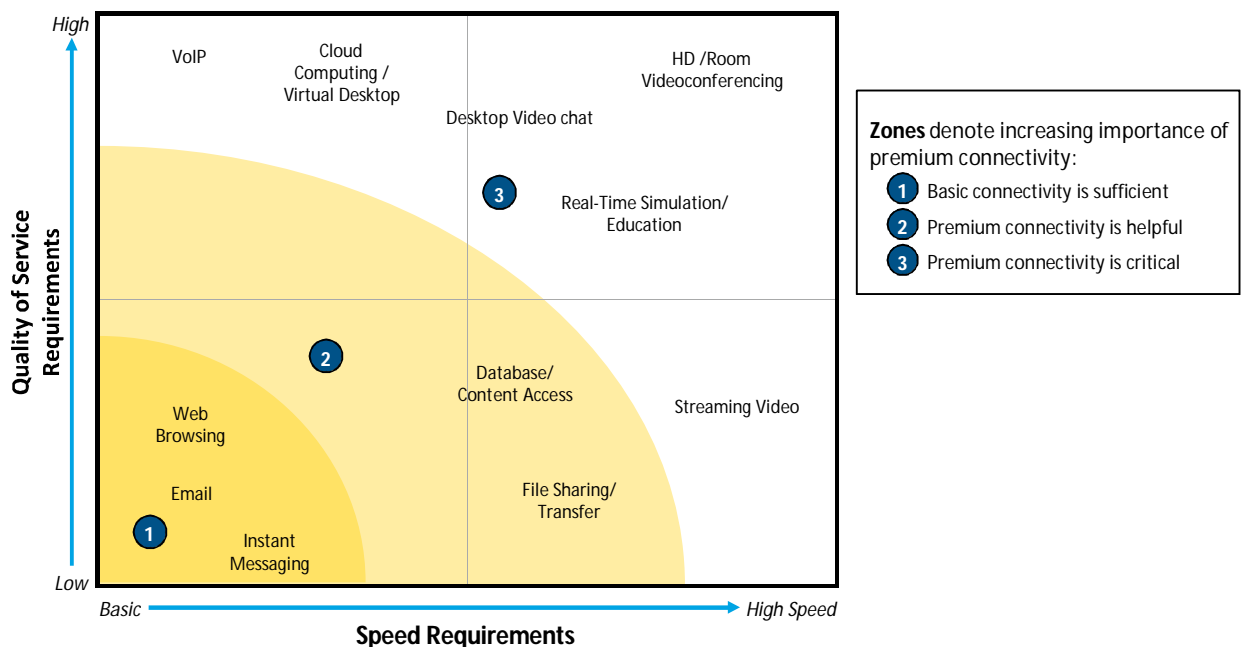 High
VoIP
Cloud
Computing /
Virtual Desktop
HD /Room
Videoconferencing
Desktop Video chat
3
Real-Time Simulation/
Education
Quality of Service
Requirements
2
Database/
Content Access
Streaming Video
Web
Browsing
Email
File Sharing/
Transfer
1
Instant
Messaging
Low
Basic
High Speed
Speed Requirements
Zones denote increasing importance of
premium connectivity:
1 Basic connectivity is sufficient
2 Premium connectivity is helpful
3 Premium connectivity is critical